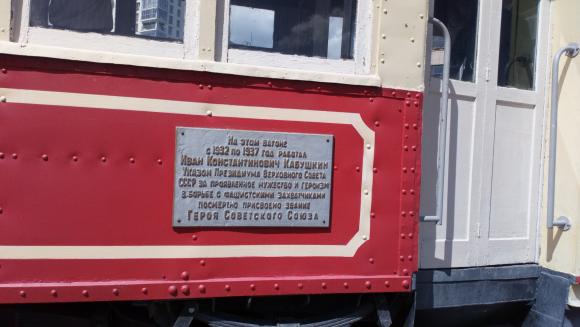 На этом вагоне
с 1932 по 1937 год работал
Иван Константинович Кабушкин
Указом Президиума Верховного Совета
СССР за проявленное мужество и героизм
в борьбе с фашистскими захватчиками
посмертно присвоено звание
Героя Советского Союза